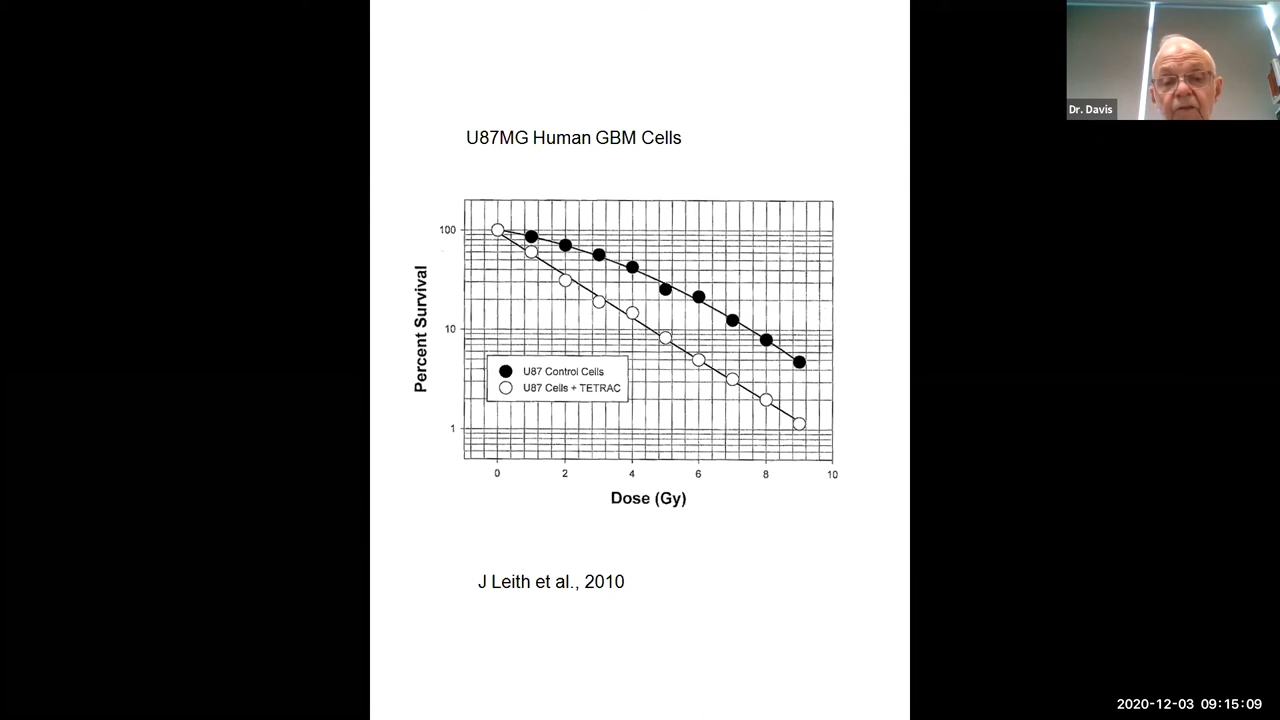 Dr. Davis
U87MG Human GBM Cells
100
10
1
Percent Survival
U87 Control Cells
U87 Cells + TETRAC
0 2 4 6 8 10
Dose (Gy)
J Leith et al., 2010
2020-12-03 09:15:09